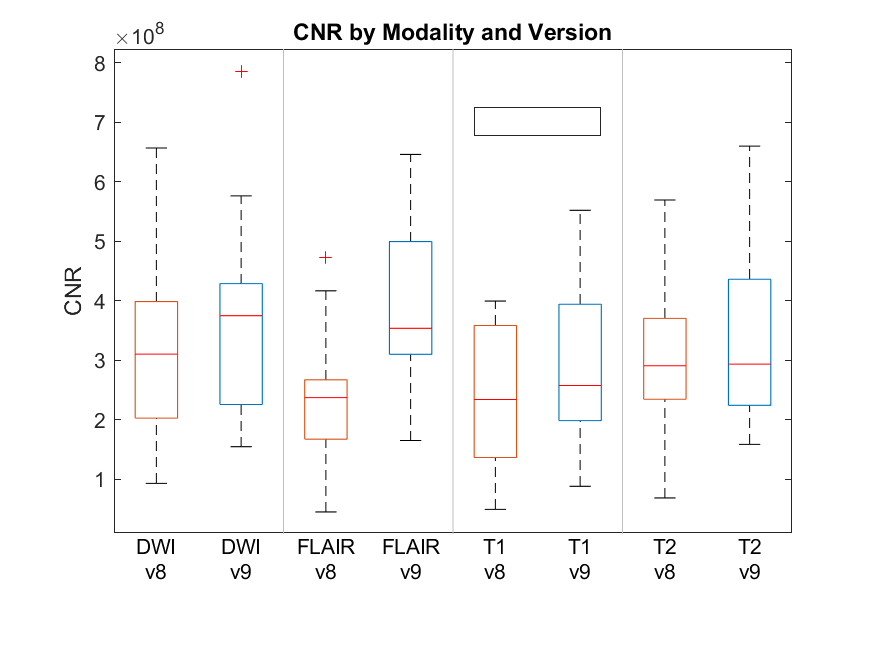 CNR by Modality and Version
×10^8
8
7
6
5
4
3
2
1
CNR
DWI DWI FLAIR FLAIR T1 T1 T2 T2
v8 v9 v8 v9 v8 v9 v8 v9